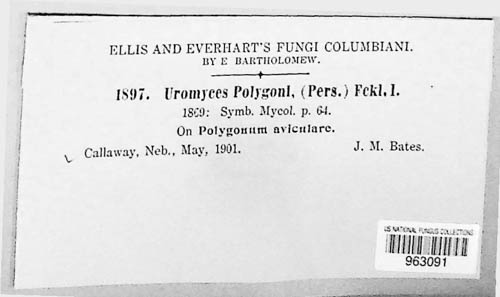 ELLIS AND EVERHART'S FUNGI COLUMBIANI.
BY E BARTHOLOMEW.
1897. Uromyces Polygoni, (Pers.) Fckl. I.
1869: Symb. Mycol. p. 64.
On Polygonum aviculare.
Callaway, Neb., May, 1901. J. M. Bates.
US NATIONAL FUNGUS COLLECTIONS
963091